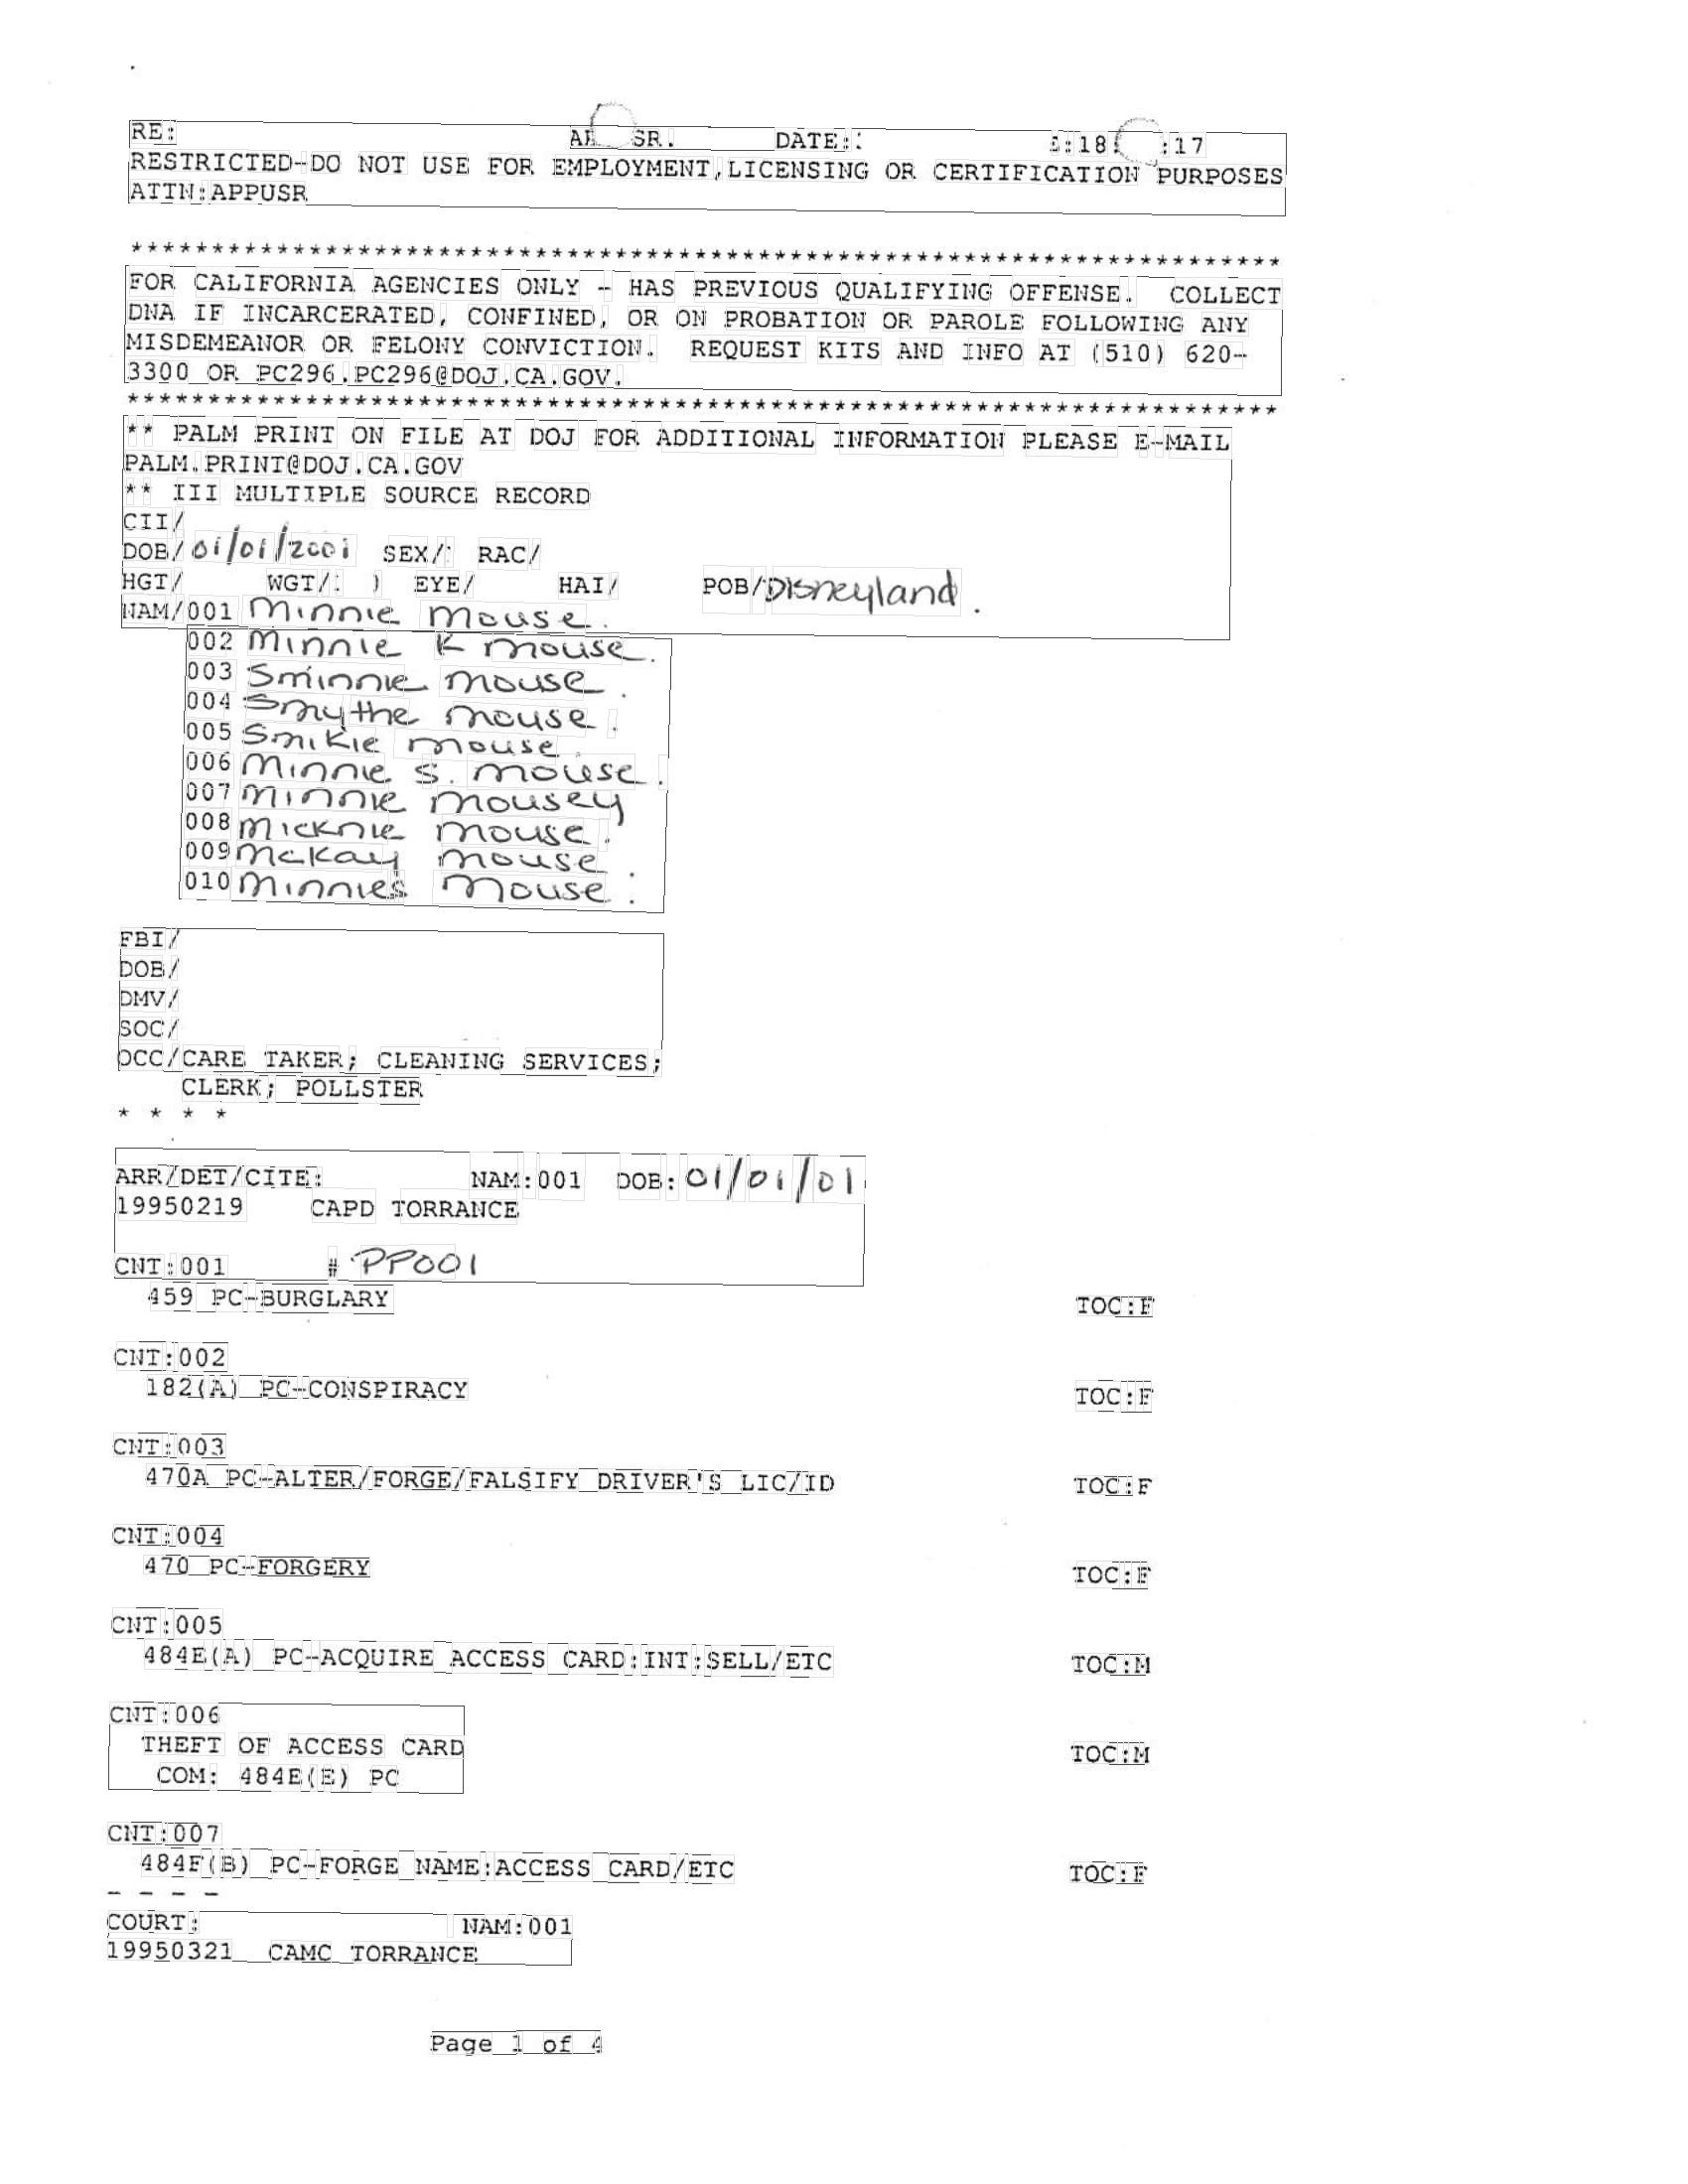 RE: SR. DATE: :18 :17
RESTRICTED-DO NOT USE FOR EMPLOYMENT,LICENSING OR CERTIFICATION PURPOSES
ATTN:APPUSR
************************************************************************
FOR CALIFORNIA AGENCIES ONLY - HAS PREVIOUS QUALIFYING OFFENSE. COLLECT
DNA IF INCARCERATED, CONFINED, OR ON PROBATION OR PAROLE FOLLOWING ANY
MISDEMEANOR OR FELONY CONVICTION. REQUEST KITS AND INFO AT (510) 620-
3300 OR PC296.PC296@DOJ.CA.GOV.
************************************************************************
** PALM PRINT ON FILE AT DOJ FOR ADDITIONAL INFORMATION PLEASE E-MAIL
PALM.PRINT@DOJ.CA.GOV
** III MULTIPLE SOURCE RECORD
CII/
DOB/01/01/2001 SEX/ RAC/
HGT/ WGT/ ) EYE/ HAI/ POB/Disneyland.
NAM/001 Minnie Mouse.
002 Minnie K Mouse.
003 Sminnie Mouse.
004 Smythe Mouse.
005 Smikie Mouse.
006 Minnie S. Mouse.
007 Minnie Mousey
008 Micknie Mouse.
009 McKay Mouse.
010 Minnies Mouse.
FBI/
DOB/
DMV/
SOC/
OCC/CARE TAKER; CLEANING SERVICES;
CLERK; POLLSTER
* * * *
ARR/DET/CITE: NAM:001 DOB:01/01/01
19950219 CAPD TORRANCE
CNT:001 # PP001
459 PC-BURGLARY TOC:F
CNT:002
182(A) PC-CONSPIRACY TOC:F
CNT:003
470A PC-ALTER/FORGE/FALSIFY DRIVER'S LIC/ID TOC:F
CNT:004
470 PC-FORGERY TOC:F
CNT:005
484E(A) PC-ACQUIRE ACCESS CARD:INT:SELL/ETC TOC:M
CNT:006
THEFT OF ACCESS CARD TOC:M
COM: 484E(E) PC
CNT:007
484F(B) PC-FORGE NAME:ACCESS CARD/ETC TOC:F
- - - -
COURT: NAM:001
19950321 CAMC TORRANCE
Page 1 of 4